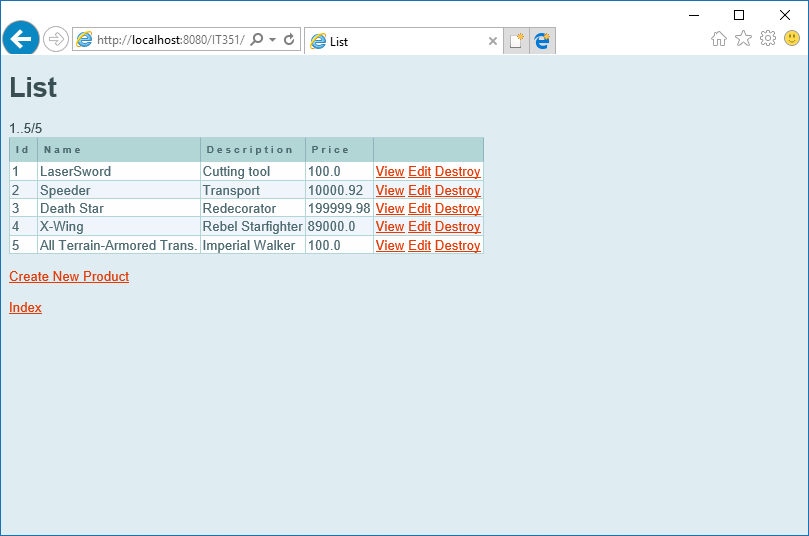 http://localhost:8080/IT351/
List
List
1..5/5
Id Name Description Price
1 LaserSword Cutting tool 100.0 View Edit Destroy
2 Speeder Transport 10000.92 View Edit Destroy
3 Death Star Redecorator 199999.98 View Edit Destroy
4 X-Wing Rebel Starfighter 89000.0 View Edit Destroy
5 All Terrain-Armored Trans. Imperial Walker 100.0 View Edit Destroy
Create New Product
Index